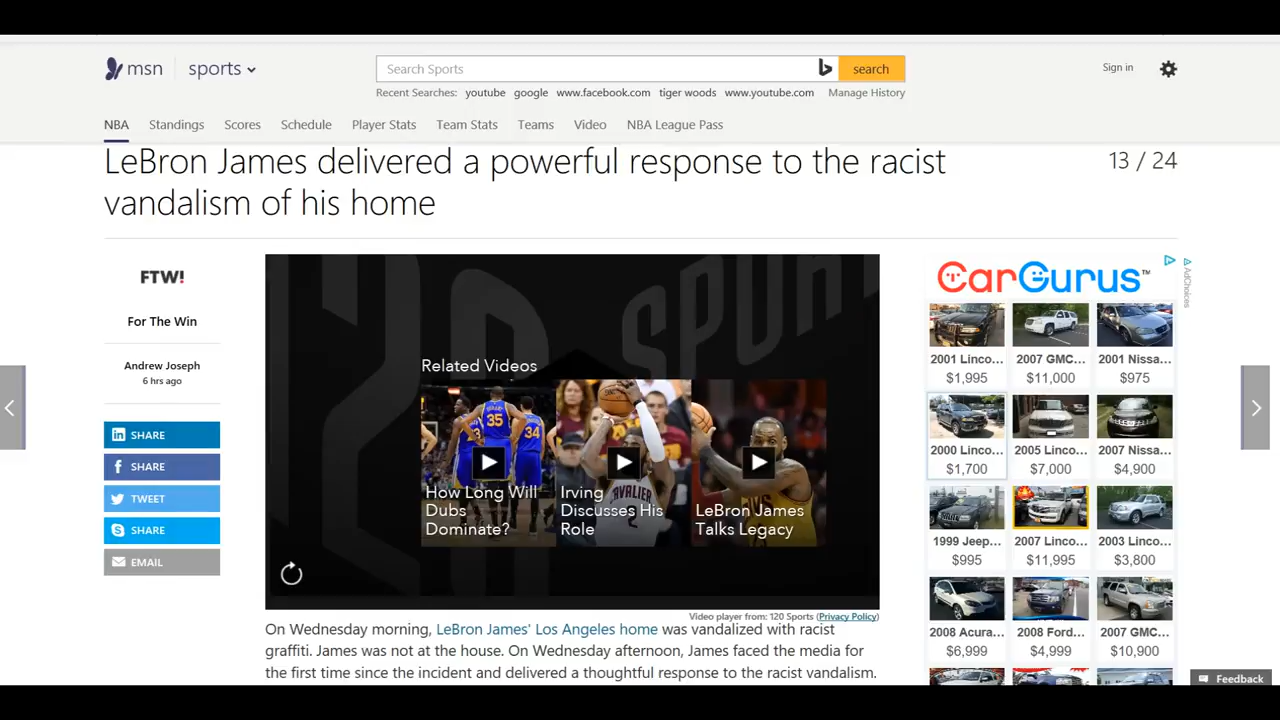 msn
sports
Search Sports
search
Sign in
Recent Searches: youtube google www.facebook.com tiger woods www.youtube.com Manage History
NBA Standings Scores Schedule Player Stats Team Stats Teams Video NBA League Pass
LeBron James delivered a powerful response to the racist
vandalism of his home
13 / 24
FTW!
For The Win
Andrew Joseph
6 hrs ago
SHARE
SHARE
TWEET
SHARE
EMAIL
Related Videos
How Long Will
Dubs
Dominate?
Irving
Discusses His
Role
LeBron James
Talks Legacy
Video player from: 120 Sports (Privacy Policy)
On Wednesday morning, LeBron James' Los Angeles home was vandalized with racist
graffiti. James was not at the house. On Wednesday afternoon, James faced the media for
the first time since the incident and delivered a thoughtful response to the racist vandalism.
CarGurus™
AdChoices
2001 Linco... 2007 GMC... 2001 Nissa...
$1,995 $11,000 $975
2000 Linco... 2005 Linco... 2007 Nissa...
$1,700 $7,000 $4,900
1999 Jeep... 2007 Linco... 2003 Linco...
$995 $11,995 $3,800
2008 Acura... 2008 Ford... 2007 GMC...
$6,999 $4,999 $10,900
Feedback